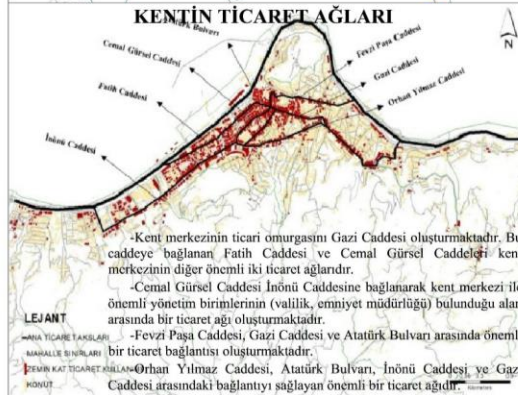 KENTİN TİCARET AĞLARI
Atatürk Bulvarı
Cemal Gürsel Caddesi
Fatih Caddesi
İnönü Caddesi
Fevzi Paşa Caddesi
Gazi Caddesi
Orhan Yılmaz Caddesi
N
-Kent merkezinin ticari omurgasını Gazi Caddesi oluşturmaktadır. Bu
caddeye bağlanan Fatih Caddesi ve Cemal Gürsel Caddeleri kent
merkezinin diğer önemli iki ticaret ağlarıdır.
-Cemal Gürsel Caddesi İnönü Caddesine bağlanarak kent merkezi ile
önemli yönetim birimlerinin (valilik, emniyet müdürlüğü) bulunduğu alan
arasında bir ticaret ağı oluşturmaktadır.
-Fevzi Paşa Caddesi, Gazi Caddesi ve Atatürk Bulvarı arasında önemli
bir ticaret bağlantısı oluşturmaktadır.
-Orhan Yılmaz Caddesi, Atatürk Bulvarı, İnönü Caddesi ve Gazi
Caddesi arasındaki bağlantıyı sağlayan önemli bir ticaret ağıdır.
LEJANT
ANA TİCARET AKSLARI
MAHALLE SINIRLARI
ZEMİN KAT TİCARET KULLAN
KONUT
Kilometers